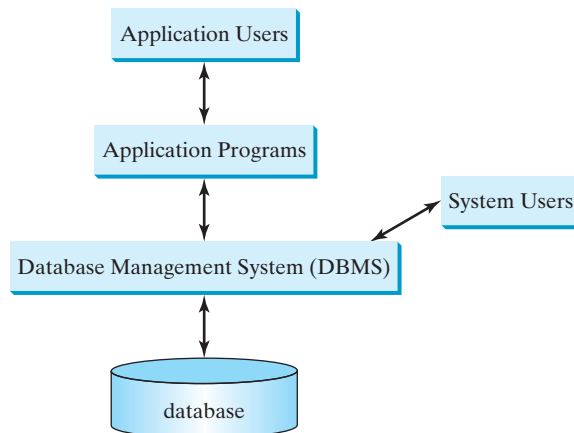 Application Users
Application Programs
System Users
Database Management System (DBMS)
database